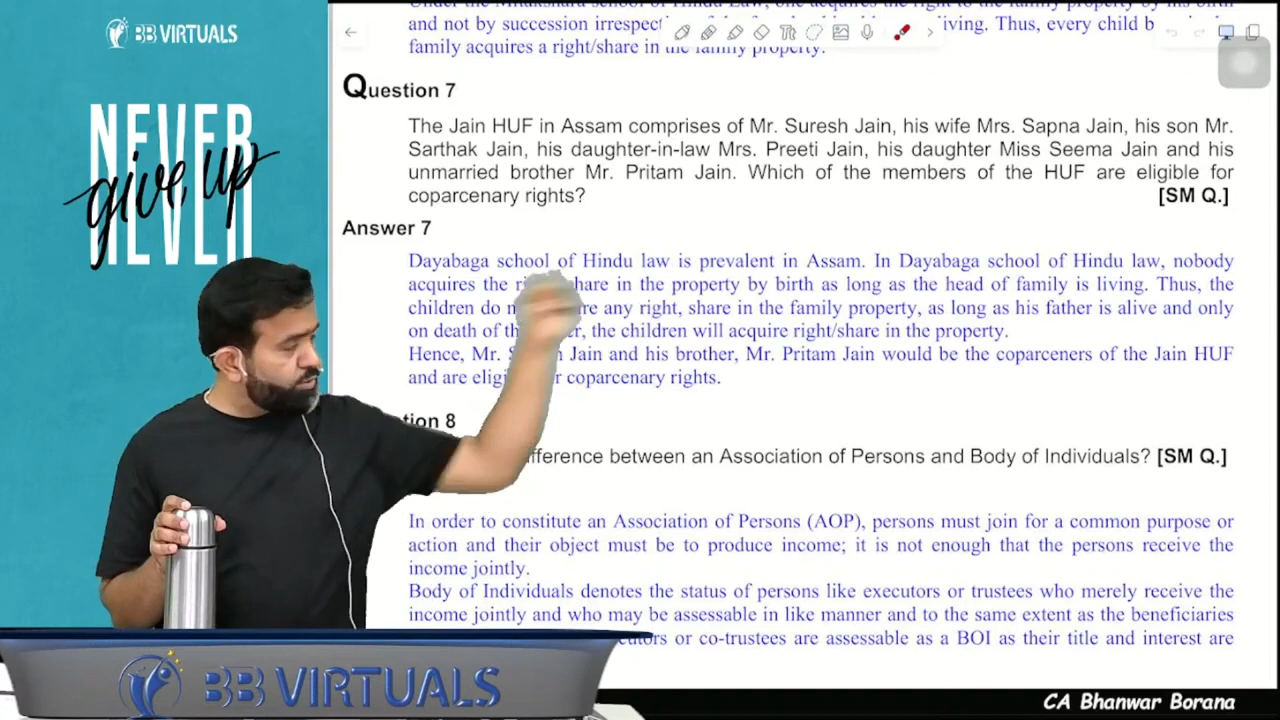 BB VIRTUALS
NEVER
give up
NEVER
and not by succession living. Thus, every child
family acquires a right/share in the family property.
Question 7
The Jain HUF in Assam comprises of Mr. Suresh Jain, his wife Mrs. Sapna Jain, his son Mr.
Sarthak Jain, his daughter-in-law Mrs. Preeti Jain, his daughter Miss Seema Jain and his
unmarried brother Mr. Pritam Jain. Which of the members of the HUF are eligible for
coparcenary rights? [SM Q.]
Answer 7
Dayabaga school of Hindu law is prevalent in Assam. In Dayabaga school of Hindu law, nobody
acquires the share in the property by birth as long as the head of family is living. Thus, the
children do any right, share in the family property, as long as his father is alive and only
on death of the children will acquire right/share in the property.
Hence, Mr. Jain and his brother, Mr. Pritam Jain would be the coparceners of the Jain HUF
and are coparcenary rights.
8
between an Association of Persons and Body of Individuals? [SM Q.]
In order to constitute an Association of Persons (AOP), persons must join for a common purpose or
action and their object must be to produce income; it is not enough that the persons receive the
income jointly.
Body of Individuals denotes the status of persons like executors or trustees who merely receive the
income jointly and who may be assessable in like manner and to the same extent as the beneficiaries
or co-trustees are assessable as a BOI as their title and interest are
BB VIRTUALS
CA Bhanwar Borana